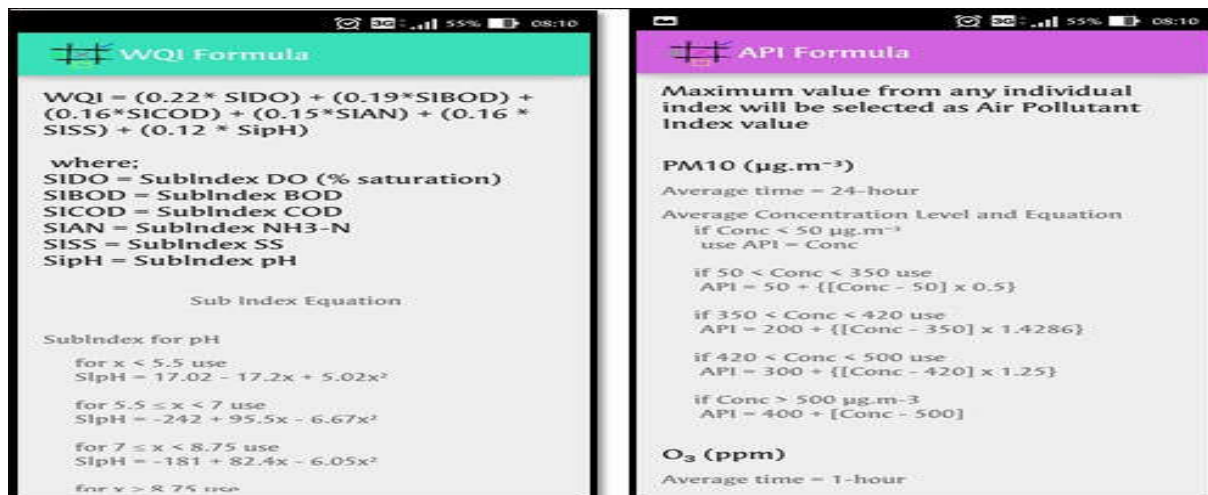 3G 55% 08:10
WQI Formula
WQI = (0.22* SIDO) + (0.19*SIBOD) +
(0.16*SICOD) + (0.15*SIAN) + (0.16 *
SISS) + (0.12 * SipH)
where;
SIDO = SubIndex DO (% saturation)
SIBOD = SubIndex BOD
SICOD = SubIndex COD
SIAN = SubIndex NH3-N
SISS = SubIndex SS
SipH = SubIndex pH
Sub Index Equation
SubIndex for pH
for x < 5.5 use
SIpH = 17.02 - 17.2x + 5.02x²
for 5.5 ≤ x < 7 use
SIpH = -242 + 95.5x - 6.67x²
for 7 ≤ x < 8.75 use
SIpH = -181 + 82.4x - 6.05x²
for x > 8.75 use
3G 55% 08:10
API Formula
Maximum value from any individual
index will be selected as Air Pollutant
Index value
PM10 (µg.m⁻³)
Average time = 24-hour
Average Concentration Level and Equation
if Conc < 50 µg.m⁻³
use API = Conc
if 50 < Conc < 350 use
API = 50 + {[Conc - 50] x 0.5}
if 350 < Conc < 420 use
API = 200 + {[Conc - 350] x 1.4286}
if 420 < Conc < 500 use
API = 300 + {[Conc - 420] x 1.25}
if Conc > 500 µg.m-3
API = 400 + [Conc - 500]
O₃ (ppm)
Average time = 1-hour